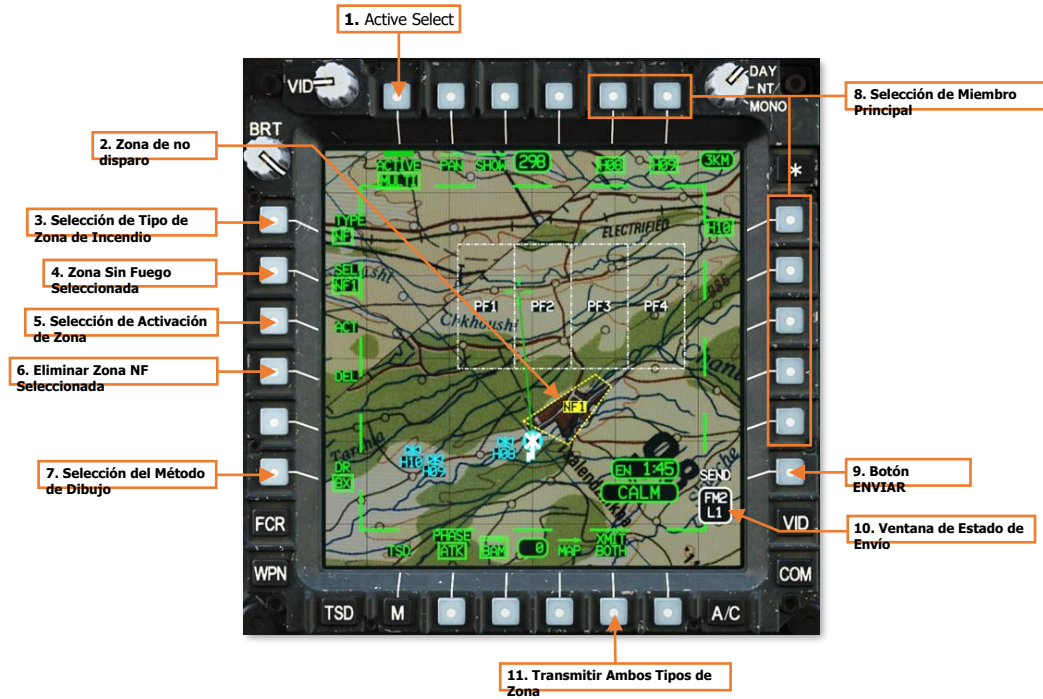 1. Active Select
VID
DAY
NT
MONO
8. Selección de Miembro
Principal
BRT
2. Zona de no
disparo
ACTIVE
MULTI
PAN
SHOW
298
H08
H09
3KM
*
3. Selección de Tipo de
Zona de Incendio
TYPE
NF
ELECTRIFIED
H10
4. Zona Sin Fuego
Seleccionada
SEL
NF1
PF1
PF2
PF3
PF4
Chkhoushi
5. Selección de Activación
de Zona
ACT
6. Eliminar Zona NF
Seleccionada
DEL
NF1
H10
H09
H08
7. Selección del Método
de Dibujo
DR
BX
EN 1:45
CALM
SEND
FM2
L1
9. Botón
ENVIAR
10. Ventana de Estado de
Envío
FCR
VID
WPN
COM
TSD
PHASE
ATK
BAM
0
MAP
XMIT
BOTH
TSD
M
A/C
11. Transmitir Ambos Tipos de
Zona